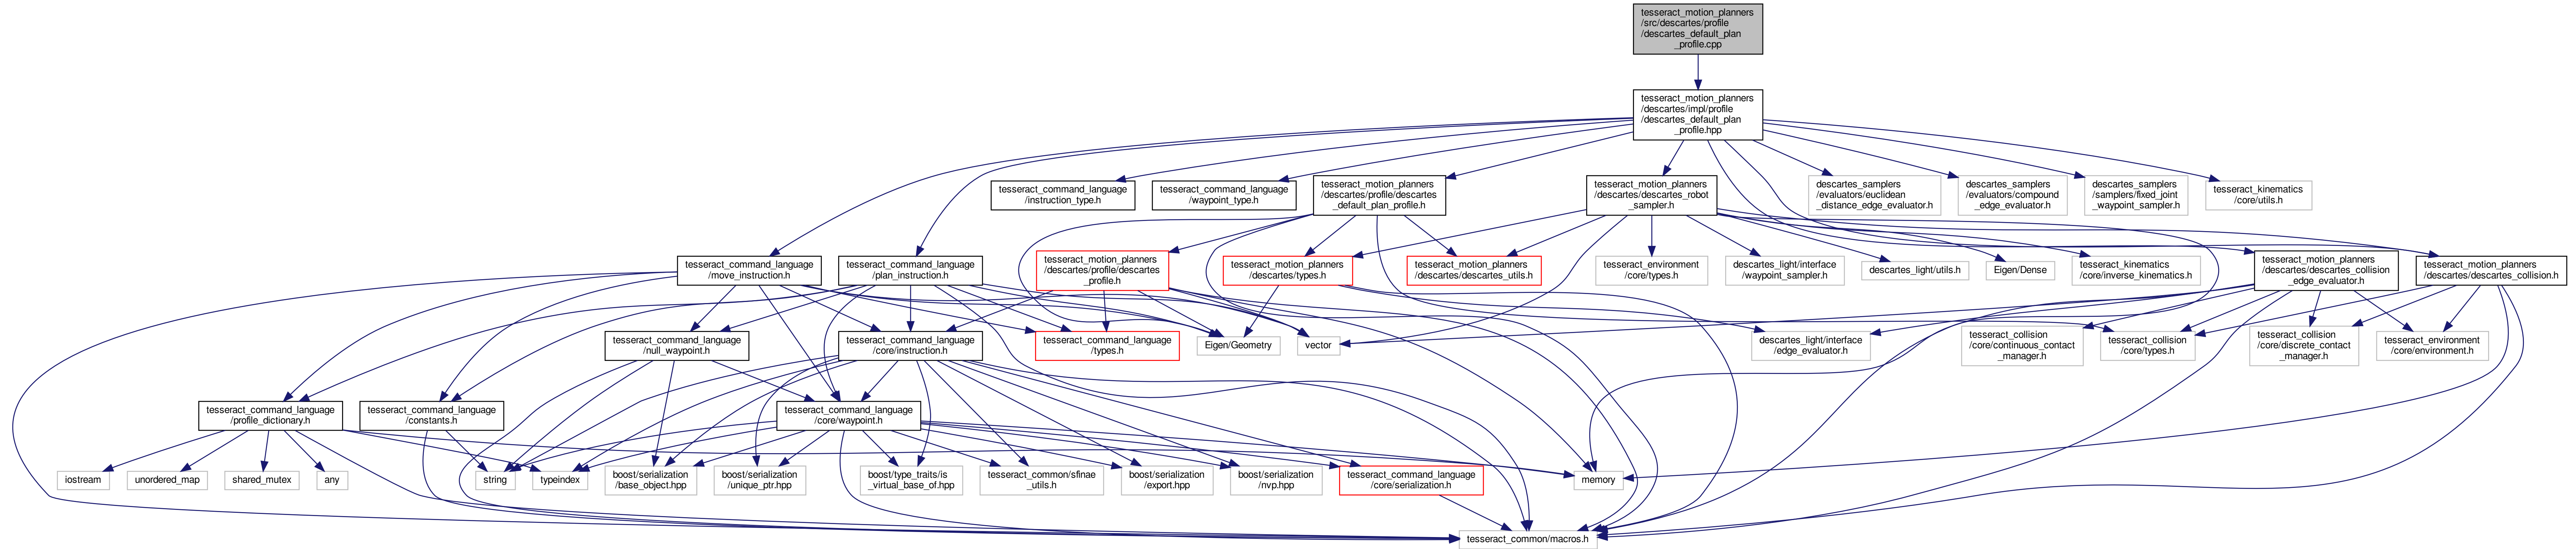 tesseract_motion_planners
/src/descartes/profile
/descartes_default_plan
_profile.cpp
tesseract_motion_planners
/descartes/impl/profile
/descartes_default_plan
_profile.hpp
tesseract_command_language
/instruction_type.h
tesseract_command_language
/waypoint_type.h
tesseract_motion_planners
/descartes/profile/descartes
_default_plan_profile.h
tesseract_motion_planners
/descartes/descartes_robot
_sampler.h
descartes_samplers
/evaluators/euclidean
_distance_edge_evaluator.h
descartes_samplers
/evaluators/compound
_edge_evaluator.h
descartes_samplers
/samplers/fixed_joint
_waypoint_sampler.h
tesseract_kinematics
/core/utils.h
tesseract_command_language
/move_instruction.h
tesseract_command_language
/plan_instruction.h
tesseract_motion_planners
/descartes/profile/descartes
_profile.h
tesseract_motion_planners
/descartes/types.h
tesseract_motion_planners
/descartes/descartes_utils.h
tesseract_environment
/core/types.h
descartes_light/interface
/waypoint_sampler.h
descartes_light/utils.h
Eigen/Dense
tesseract_kinematics
/core/inverse_kinematics.h
tesseract_motion_planners
/descartes/descartes_collision
_edge_evaluator.h
tesseract_motion_planners
/descartes/descartes_collision.h
tesseract_command_language
/null_waypoint.h
tesseract_command_language
/core/instruction.h
tesseract_command_language
/types.h
Eigen/Geometry
vector
descartes_light/interface
/edge_evaluator.h
tesseract_collision
/core/continuous_contact
_manager.h
tesseract_collision
/core/types.h
tesseract_collision
/core/discrete_contact
_manager.h
tesseract_environment
/core/environment.h
tesseract_command_language
/profile_dictionary.h
tesseract_command_language
/constants.h
tesseract_command_language
/core/waypoint.h
iostream
unordered_map
shared_mutex
any
string
typeindex
boost/serialization
/base_object.hpp
boost/serialization
/unique_ptr.hpp
boost/type_traits/is
_virtual_base_of.hpp
tesseract_common/sfinae
_utils.h
boost/serialization
/export.hpp
boost/serialization
/nvp.hpp
tesseract_command_language
/core/serialization.h
memory
tesseract_common/macros.h